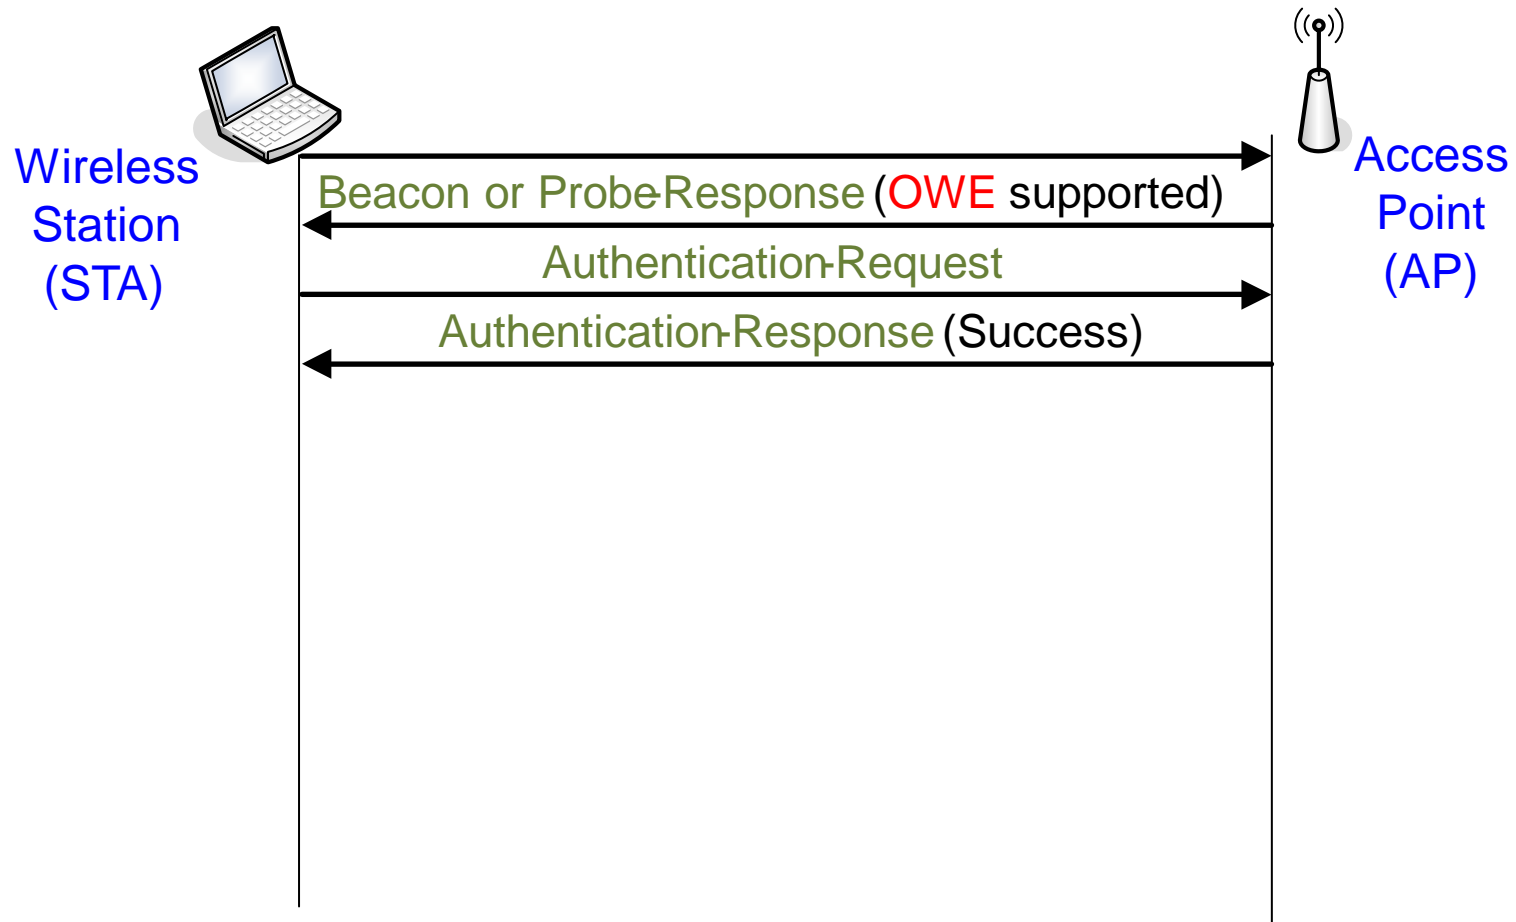 Wireless
Station
(STA)
Access
Point
(AP)
Beacon or Probe-Response (OWE supported)
Authentication-Request
Authentication-Response (Success)